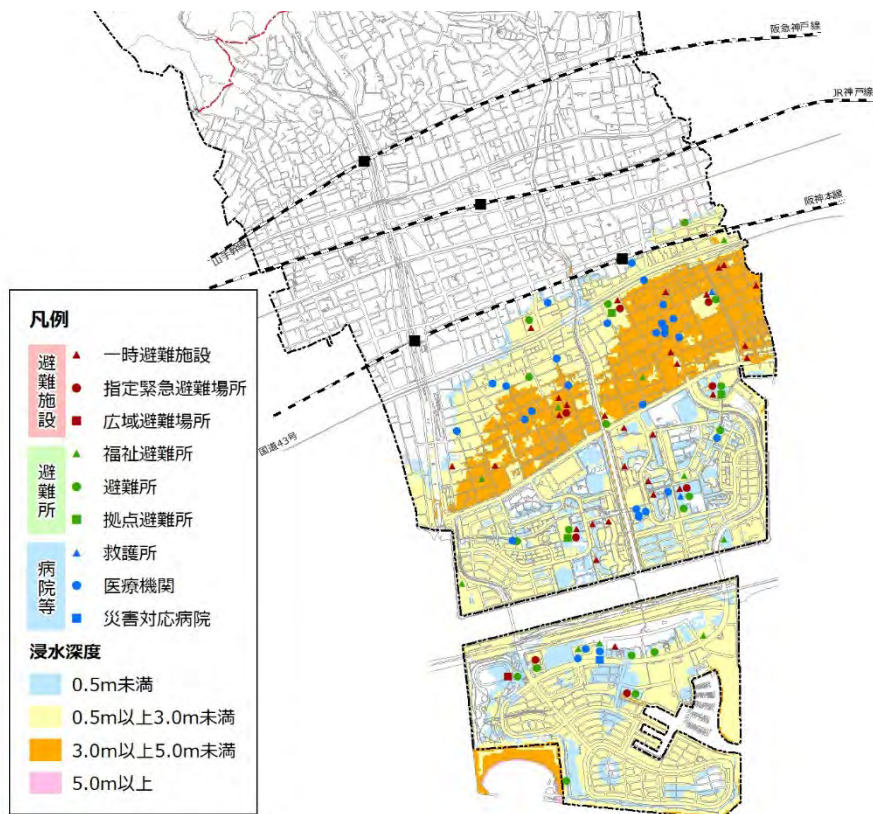 阪急神戸線
JR神戸線
阪神本線
山手幹線
国道43号
凡例
避難施設
一時避難施設
指定緊急避難場所
広域避難場所
避難所
福祉避難所
避難所
拠点避難所
病院等
救護所
医療機関
災害対応病院
浸水深度
0.5m未満
0.5m以上3.0m未満
3.0m以上5.0m未満
5.0m以上